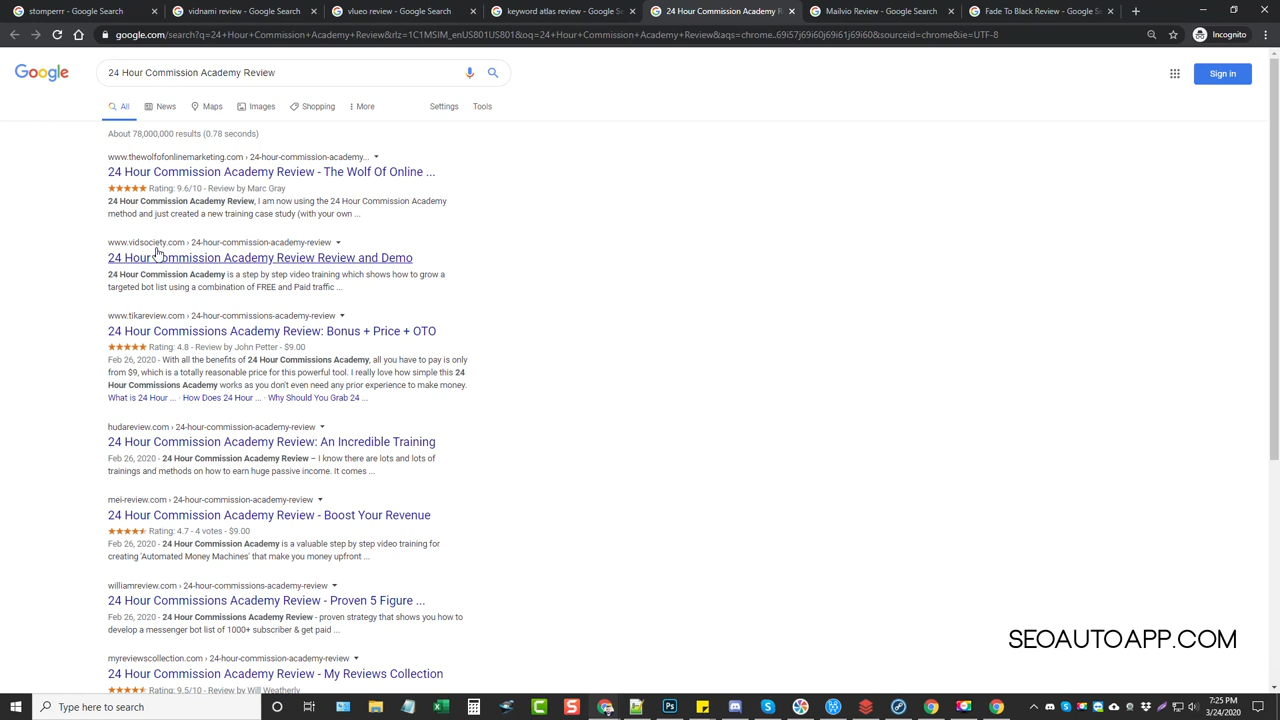 stomperr - Google Search
vidnami review - Google Search
vlueo review - Google Search
keyword atlas review - Google Se
24 Hour Commission Academy R
Mailvio Review - Google Search
Fade To Black Review - Google Sc
google.com/search?q=24+Hour+Commission+Academy+Review&rlz=1C1MSIM_enUS801US801&oq=24+Hour+Commission+Academy+Review&aqs=chrome..69i57j69i60j69i61j69i60&sourceid=chrome&ie=UTF-8
Incognito
Google
24 Hour Commission Academy Review
Sign in
All
News
Maps
Images
Shopping
More
Settings
Tools
About 78,000,000 results (0.78 seconds)
www.thewolfofonlinemarketing.com › 24-hour-commission-academy...
24 Hour Commission Academy Review - The Wolf Of Online ...
Rating: 9.6/10 - Review by Marc Gray
24 Hour Commission Academy Review, I am now using the 24 Hour Commission Academy
method and just created a new training case study (with your own ...
www.vidsociety.com › 24-hour-commission-academy-review
24 Hour Commission Academy Review Review and Demo
24 Hour Commission Academy is a step by step video training which shows how to grow a
targeted bot list using a combination of FREE and Paid traffic ...
www.tikareview.com › 24-hour-commissions-academy-review
24 Hour Commissions Academy Review: Bonus + Price + OTO
Rating: 4.8 - Review by John Petter - $9.00
Feb 26, 2020 - With all the benefits of 24 Hour Commissions Academy, all you have to pay is only
from $9, which is a totally reasonable price for this powerful tool. I really love how simple this 24
Hour Commissions Academy works as you don't even need any prior experience to make money.
What is 24 Hour ... · How Does 24 Hour ... · Why Should You Grab 24 ...
hudareview.com › 24-hour-commission-academy-review
24 Hour Commission Academy Review: An Incredible Training
Feb 26, 2020 - 24 Hour Commission Academy Review – I know there are lots and lots of
trainings and methods on how to earn huge passive income. It comes ...
mei-review.com › 24-hour-commission-academy-review
24 Hour Commission Academy Review - Boost Your Revenue
Rating: 4.7 - 4 votes - $9.00
Feb 26, 2020 - 24 Hour Commission Academy is a valuable step by step video training for
creating 'Automated Money Machines' that make you money upfront ...
williamreview.com › 24-hour-commissions-academy-review
24 Hour Commissions Academy Review - Proven 5 Figure ...
Feb 26, 2020 - 24 Hour Commissions Academy Review - proven strategy that shows you how to
develop a messenger bot list of 1000+ subscriber & get paid ...
SEOAUTOAPP.COM
myreviewscollection.com › 24-hour-commission-academy-review
24 Hour Commission Academy Review - My Reviews Collection
Rating: 9.5/10 - Review by Will Weatherly
Type here to search
7:25 PM
3/24/2020